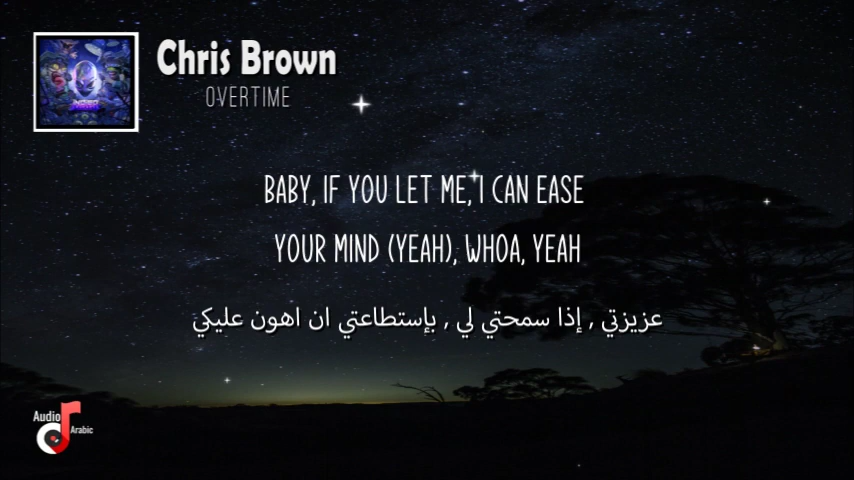 Chris Brown
OVERTIME
BABY, IF YOU LET ME, I CAN EASE
YOUR MIND (YEAH), WHOA, YEAH
عزيزتي , إذا سمحتي لي , بإستطاعتي ان اهون عليكي
Audio
Arabic